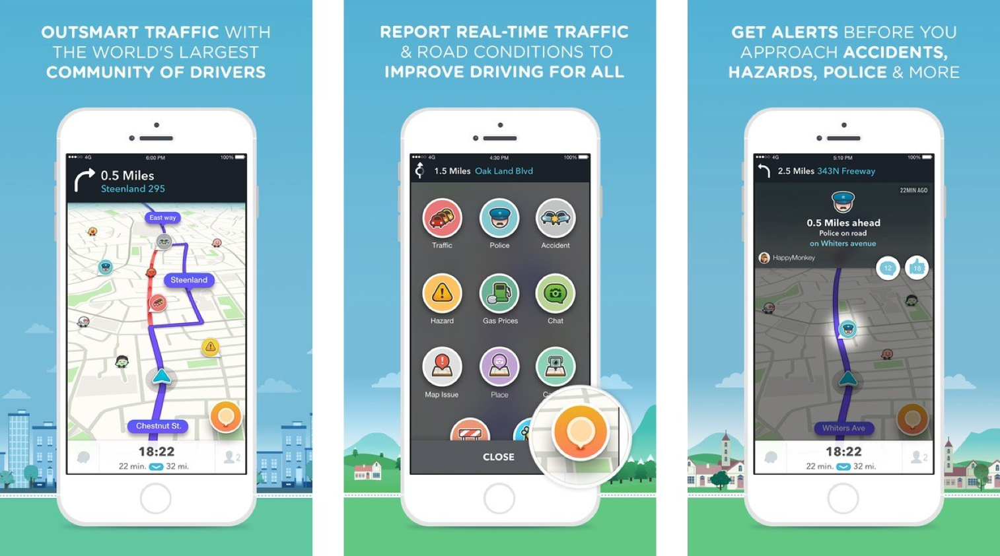 OUTSMART TRAFFIC WITH
THE WORLD'S LARGEST
COMMUNITY OF DRIVERS
4G
6:00 PM
100%
0.5 Miles
Steenland 295
East way
Steenland
Chestnut St.
18:22
22 min.
32 mi.
2
REPORT REAL-TIME TRAFFIC
& ROAD CONDITIONS TO
IMPROVE DRIVING FOR ALL
4G
4:30 PM
100%
1.5 Miles Oak Land Blvd
Traffic
Police
Accident
Hazard
Gas Prices
Chat
Map Issue
Place
CLOSE
GET ALERTS BEFORE YOU
APPROACH ACCIDENTS,
HAZARDS, POLICE & MORE
4G
5:10 PM
100%
2.5 Miles 343N Freeway
22MIN AGO
0.5 Miles ahead
Police on road
on Whiters avenue
HappyMonkey
12
18
Whiters Ave
18:22
22 min.
32 mi.
2